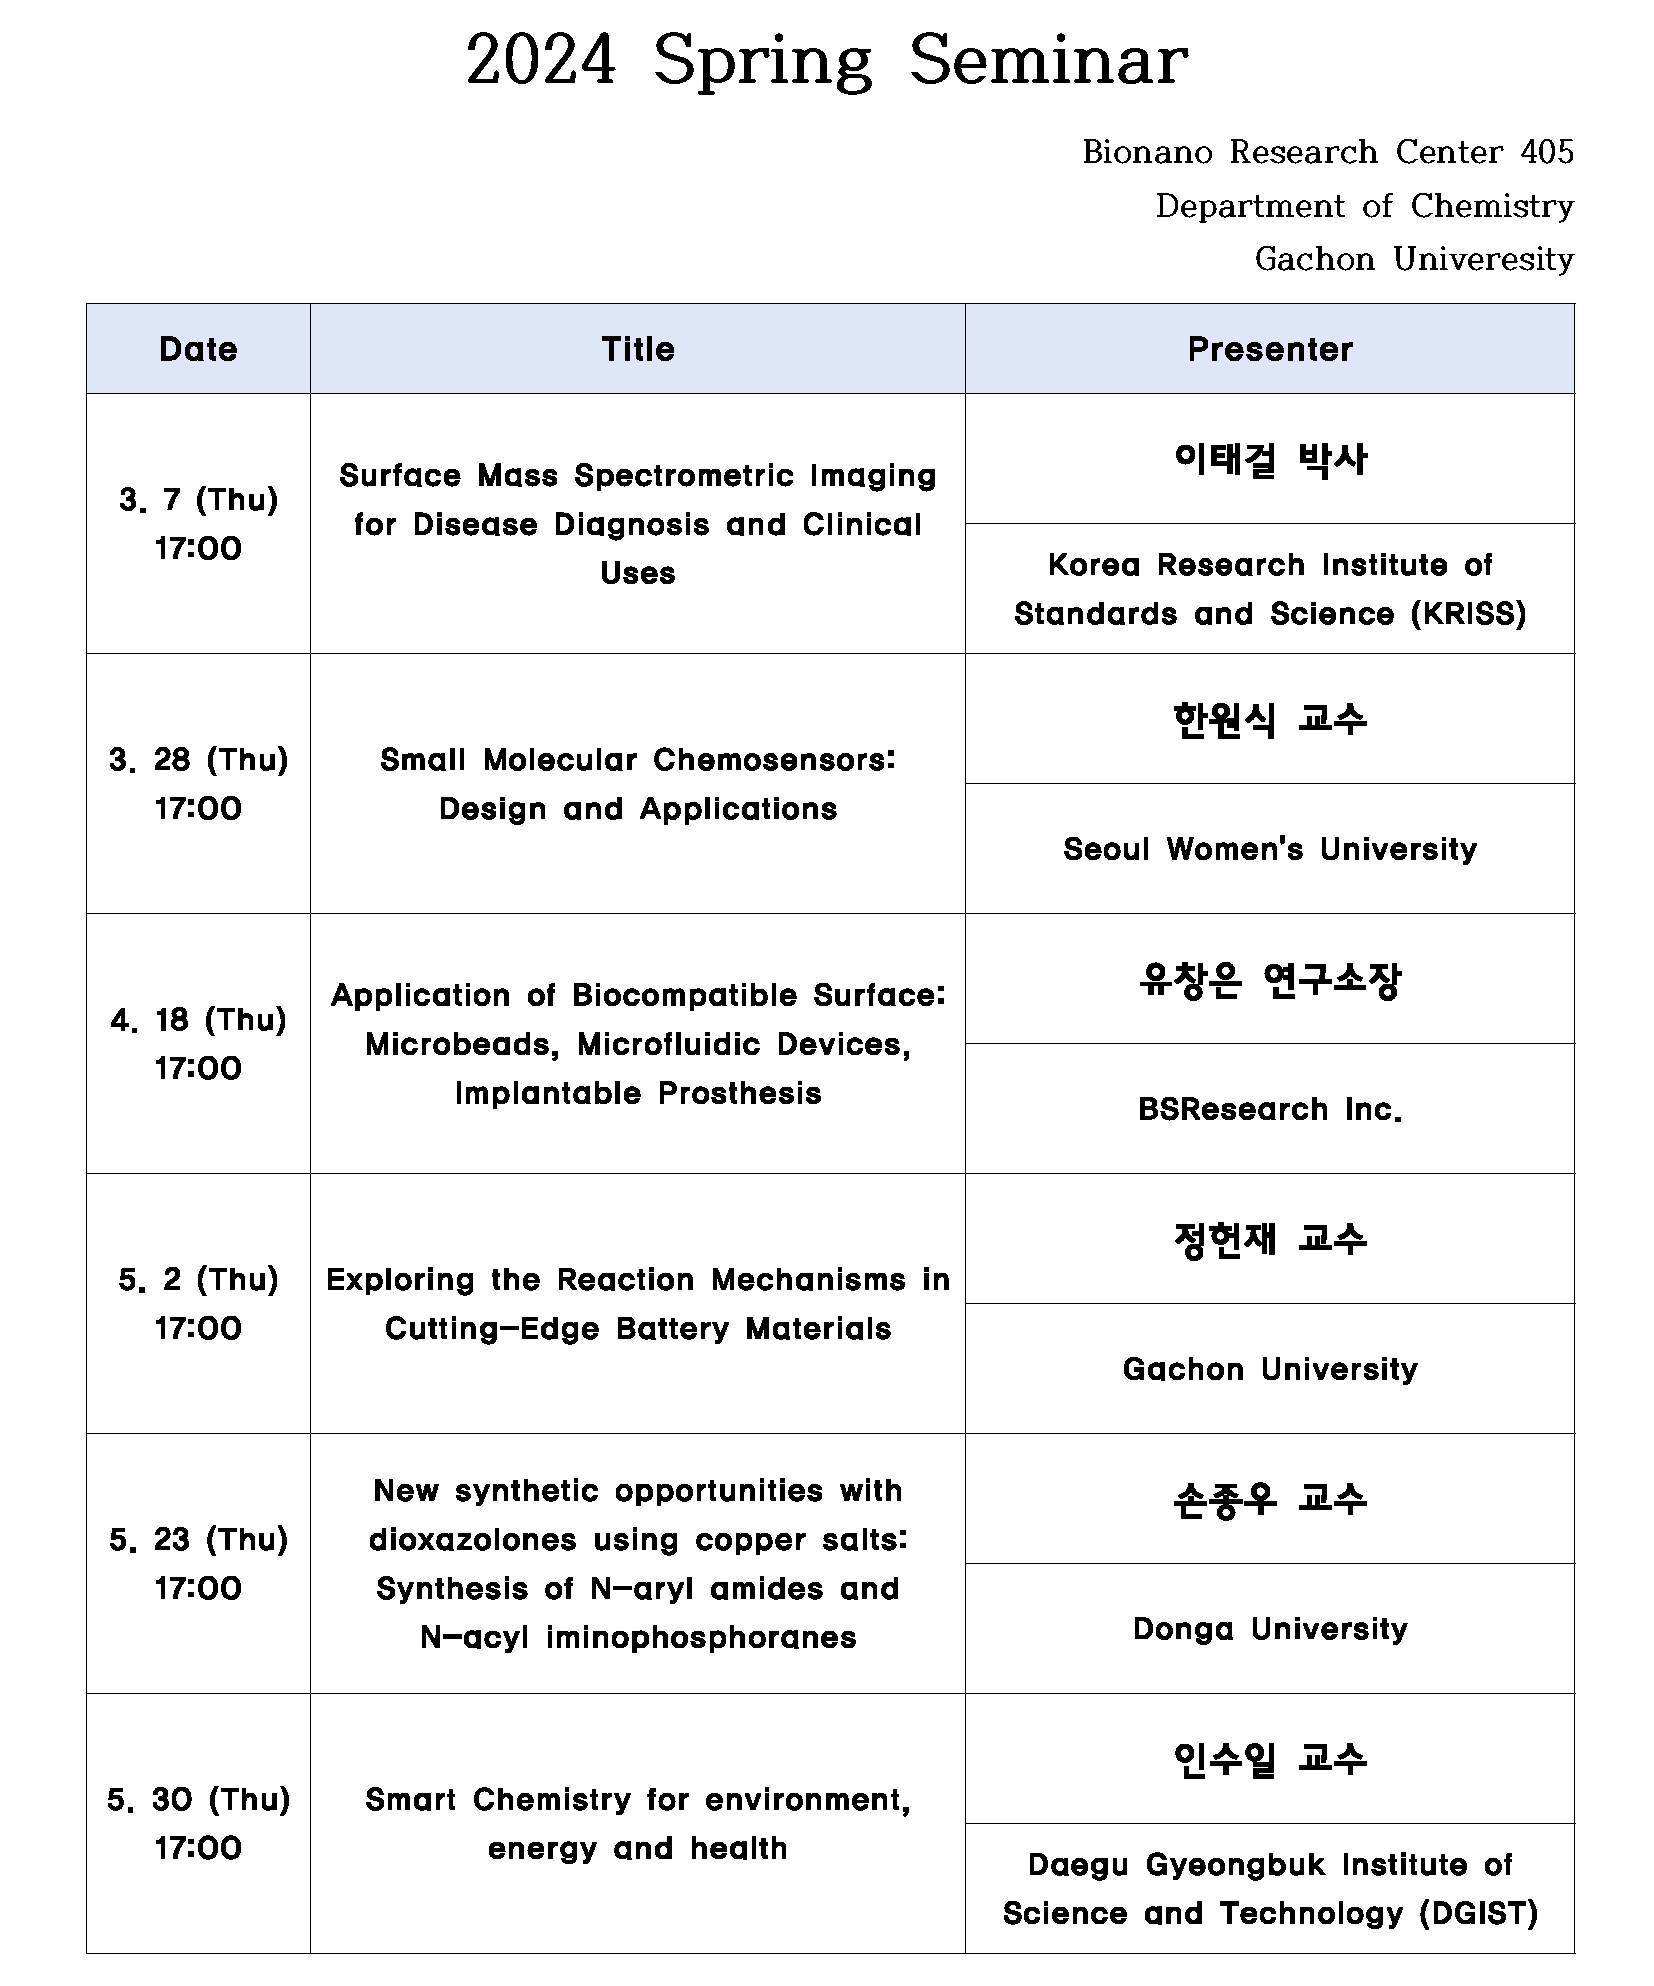 2024 Spring Seminar
Bionano Research Center 405
Department of Chemistry
Gachon Univeresity
Date
Title
Presenter
3. 7 (Thu)
17:00
Surface Mass Spectrometric Imaging
for Disease Diagnosis and Clinical
Uses
이태걸 박사
Korea Research Institute of
Standards and Science (KRISS)
3. 28 (Thu)
17:00
Small Molecular Chemosensors:
Design and Applications
한원식 교수
Seoul Women's University
4. 18 (Thu)
17:00
Application of Biocompatible Surface:
Microbeads, Microfluidic Devices,
Implantable Prosthesis
유창은 연구소장
BSResearch Inc.
5. 2 (Thu)
17:00
Exploring the Reaction Mechanisms in
Cutting-Edge Battery Materials
정헌재 교수
Gachon University
5. 23 (Thu)
17:00
New synthetic opportunities with
dioxazolones using copper salts:
Synthesis of N-aryl amides and
N-acyl iminophosphoranes
손종우 교수
Donga University
5. 30 (Thu)
17:00
Smart Chemistry for environment,
energy and health
인수일 교수
Daegu Gyeongbuk Institute of
Science and Technology (DGIST)